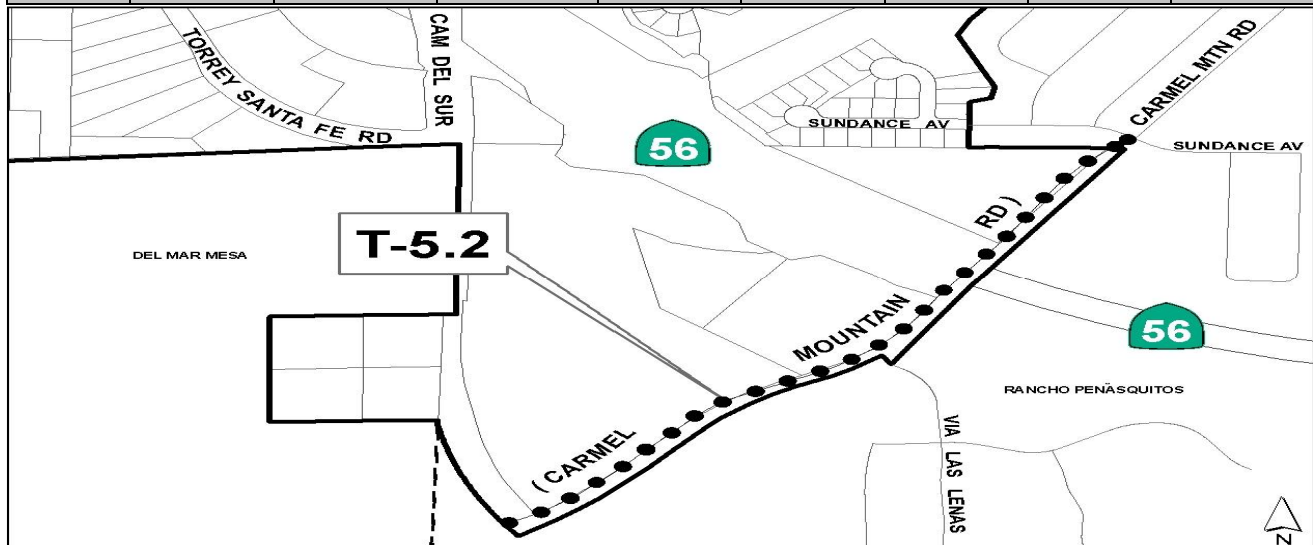 CAM DEL SUR
TORREY SANTA FE RD
CARMEL MTN RD
SUNDANCE AV
56
SUNDANCE AV
T-5.2
DEL MAR MESA
RD )
MOUNTAIN
56
RANCHO PEÑASQUITOS
( CARMEL
VIA LAS LENAS
N